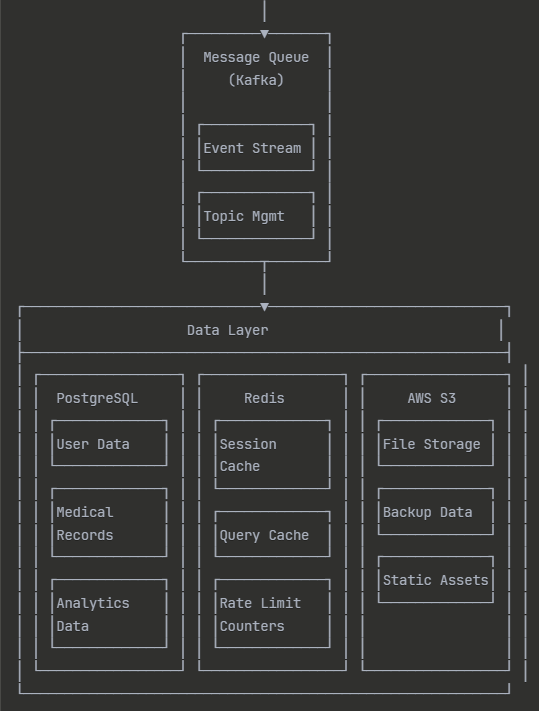 Message Queue
(Kafka)
Event Stream
Topic Mgmt
Data Layer
PostgreSQL
User Data
Medical
Records
Analytics
Data
Redis
Session
Cache
Query Cache
Rate Limit
Counters
AWS S3
File Storage
Backup Data
Static Assets